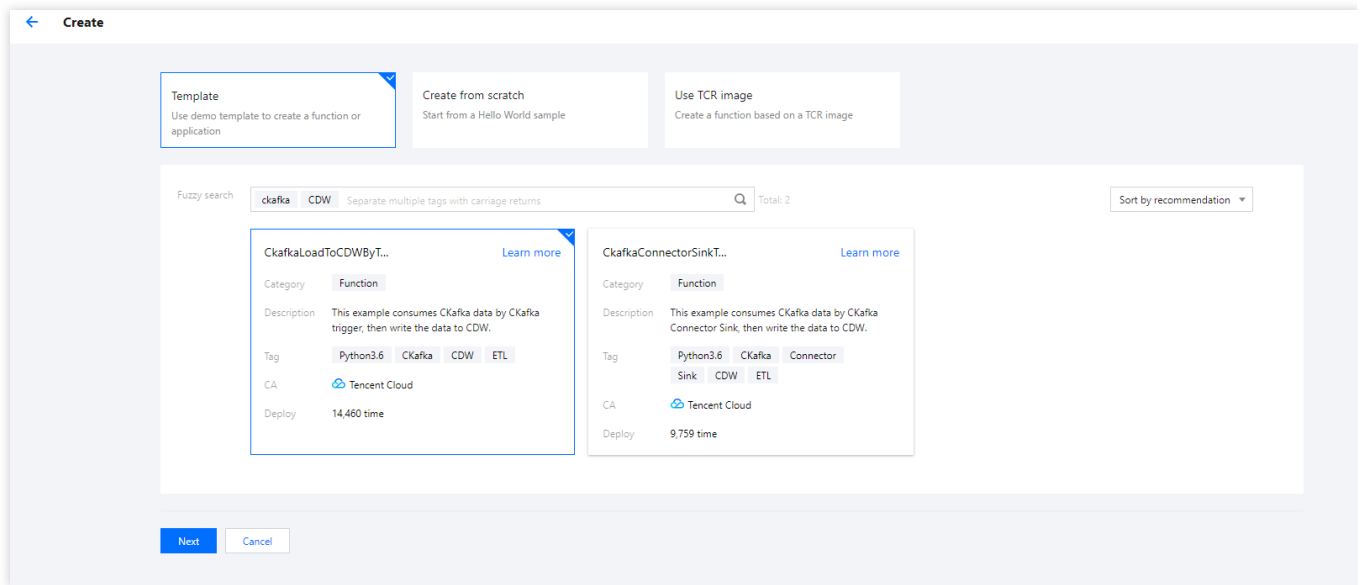 Create
Template
Use demo template to create a function or
application
Create from scratch
Start from a Hello World sample
Use TCR image
Create a function based on a TCR image
Fuzzy search
ckafka CDW Separate multiple tags with carriage returns
Total: 2
Sort by recommendation
CkafkaLoadToCDWByT... Learn more
Category Function
Description This example consumes CKafka data by CKafka
trigger, then write the data to CDW.
Tag Python3.6 CKafka CDW ETL
CA Tencent Cloud
Deploy 14,460 time
CkafkaConnectorSinkT... Learn more
Category Function
Description This example consumes CKafka data by CKafka
Connector Sink, then write the data to CDW.
Tag Python3.6 CKafka Connector
Sink CDW ETL
CA Tencent Cloud
Deploy 9,759 time
Next Cancel